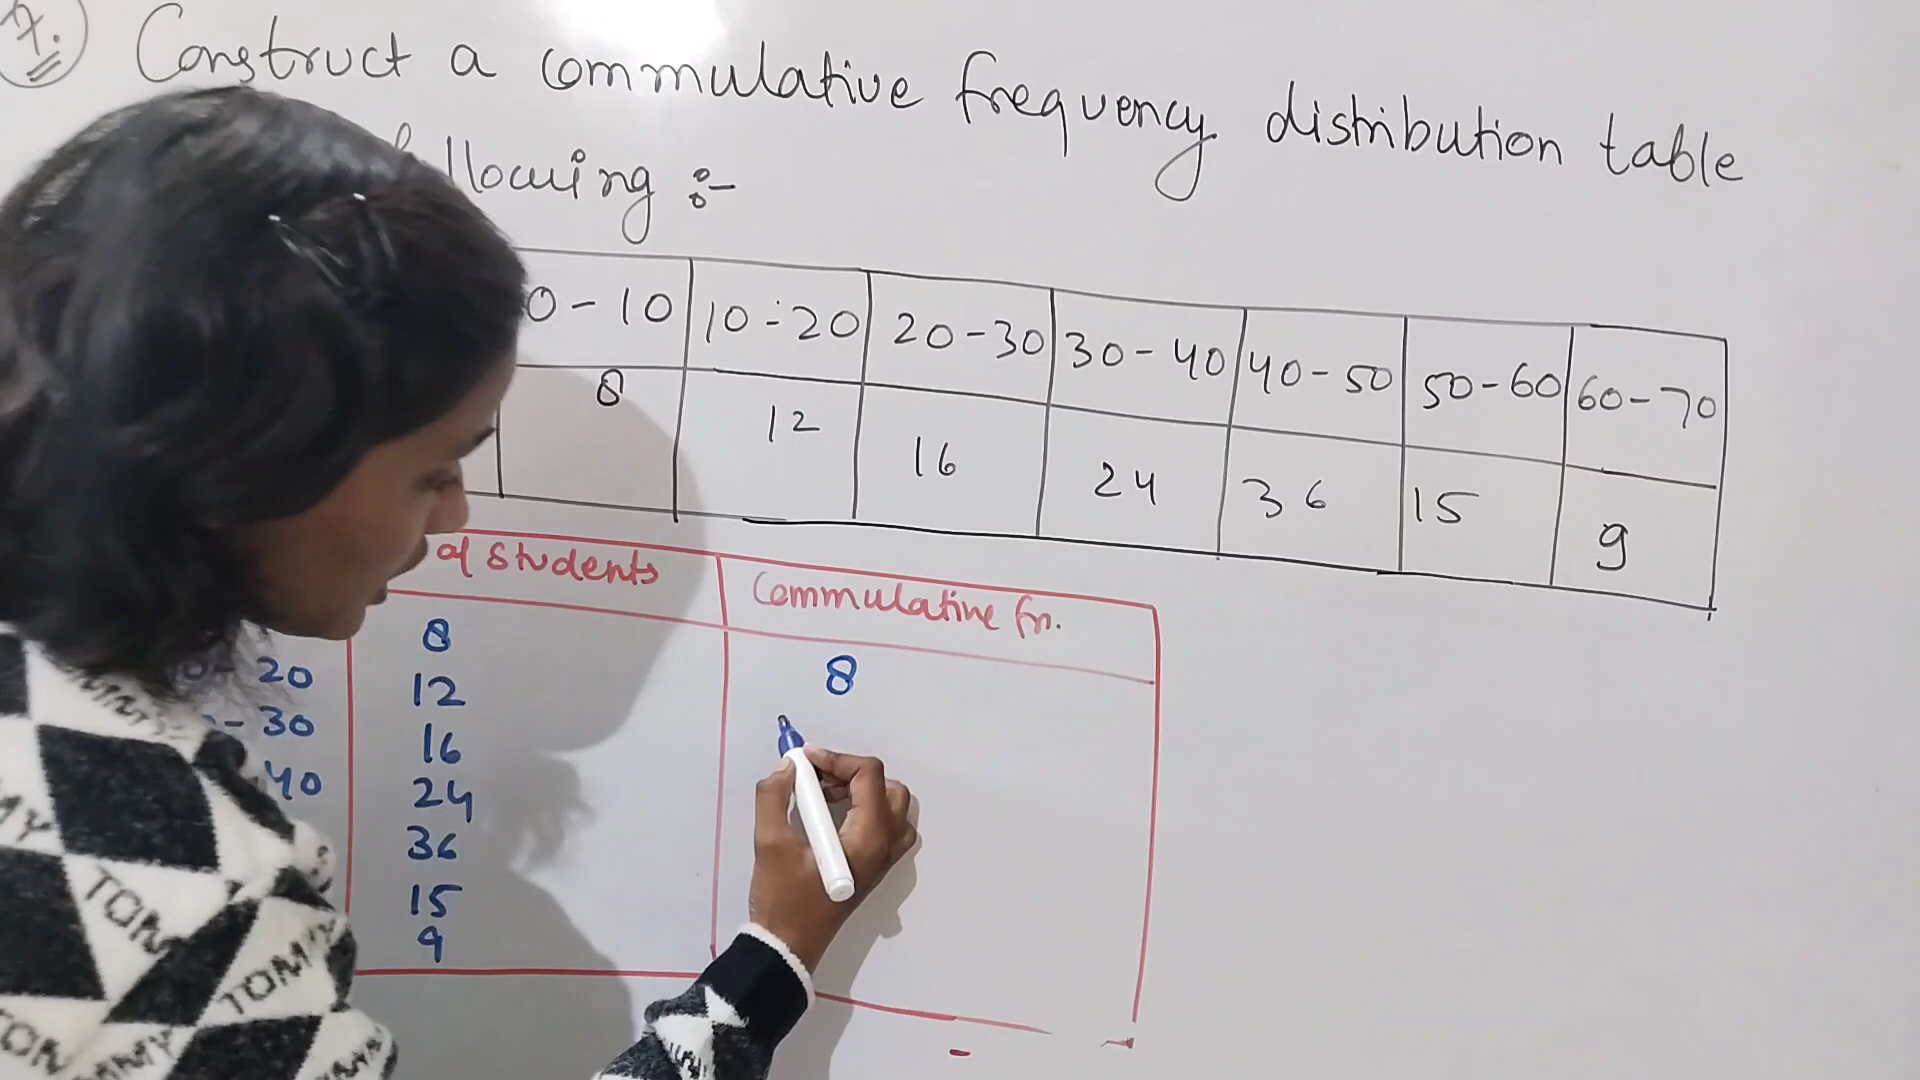 7. Construct a commulative frequency distribution table
llowing :-
0-10 10-20 20-30 30-40 40-50 50-60 60-70
8 12 16 24 36 15 9
of Students Commulative fr.
8 8
20 12
- 30 16
40 24
36
15
9
TOMMY
TOMMY